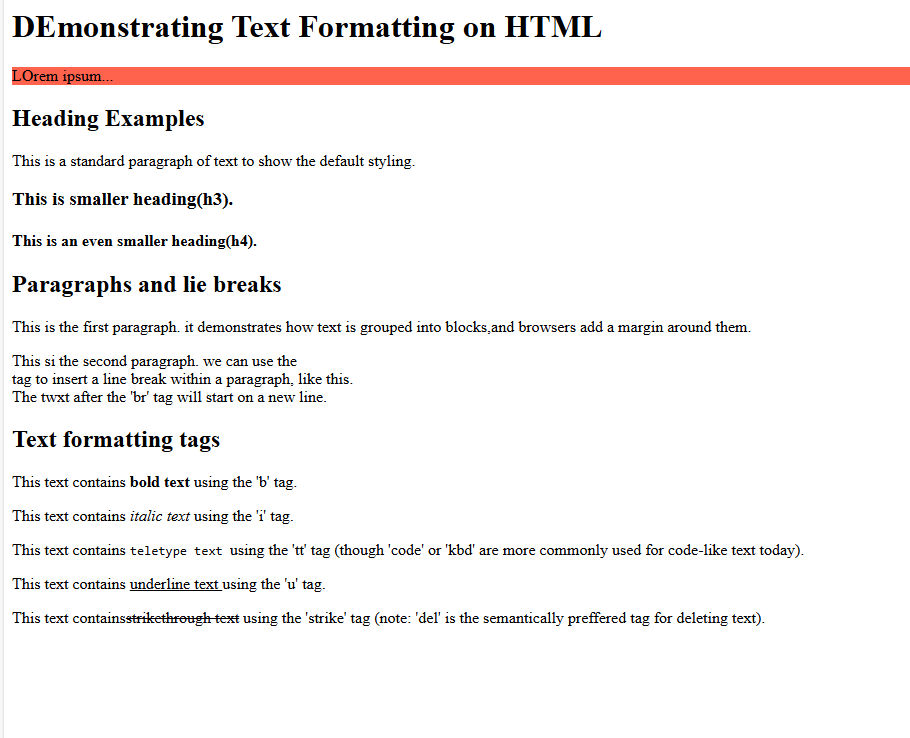 DEmonstrating Text Formatting on HTML
LOrem ipsum...
Heading Examples
This is a standard paragraph of text to show the default styling.
This is smaller heading(h3).
This is an even smaller heading(h4).
Paragraphs and lie breaks
This is the first paragraph. it demonstrates how text is grouped into blocks,and browsers add a margin around them.
This si the second paragraph. we can use the
tag to insert a line break within a paragraph, like this.
The twxt after the 'br' tag will start on a new line.
Text formatting tags
This text contains bold text using the 'b' tag.
This text contains italic text using the 'i' tag.
This text contains teletype text using the 'tt' tag (though 'code' or 'kbd' are more commonly used for code-like text today).
This text contains underline text using the 'u' tag.
This text containsstrikethrough text using the 'strike' tag (note: 'del' is the semantically preffered tag for deleting text).